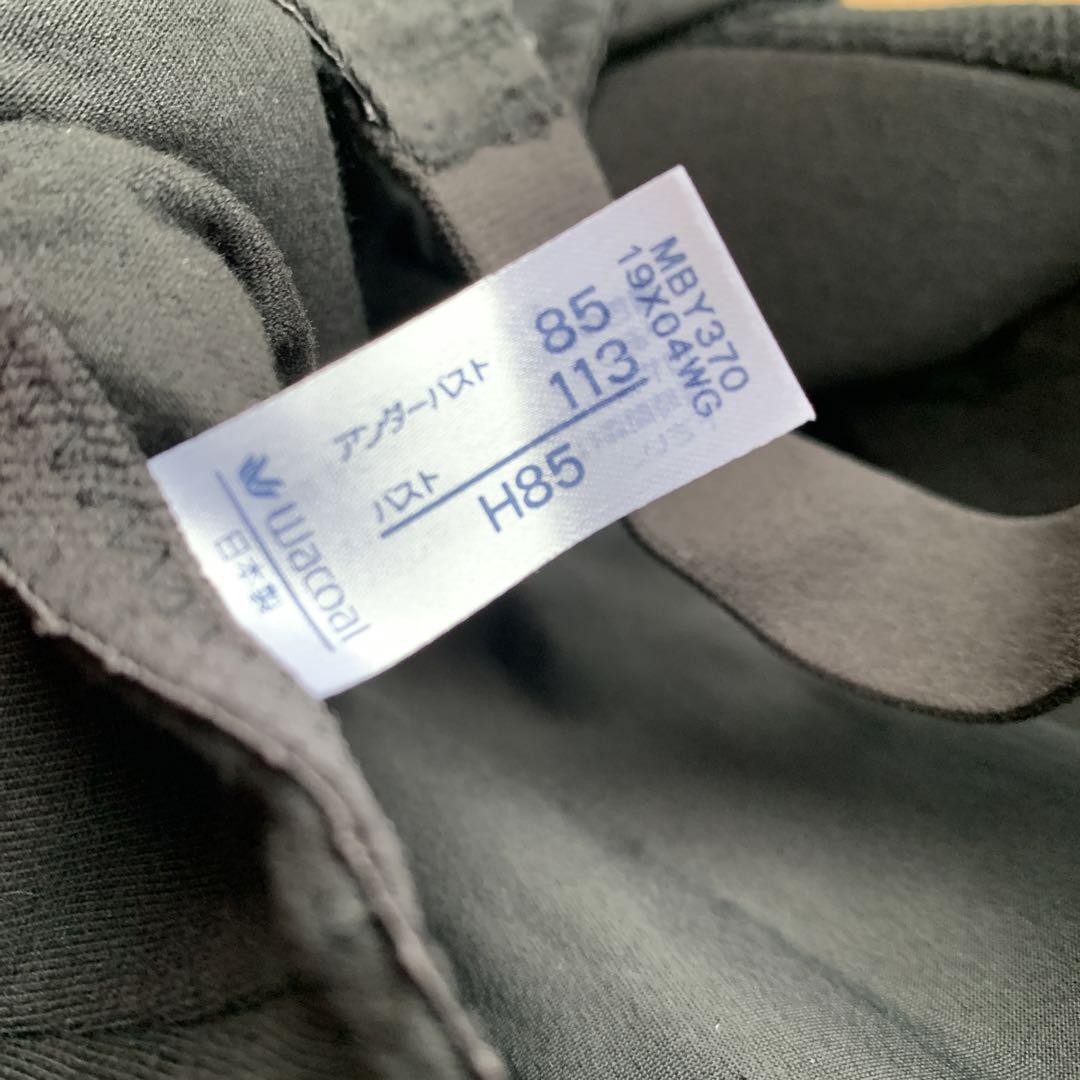 MBY370
19X04WG
アンダーバスト 85
バスト 113
H85
wacoal
日本製